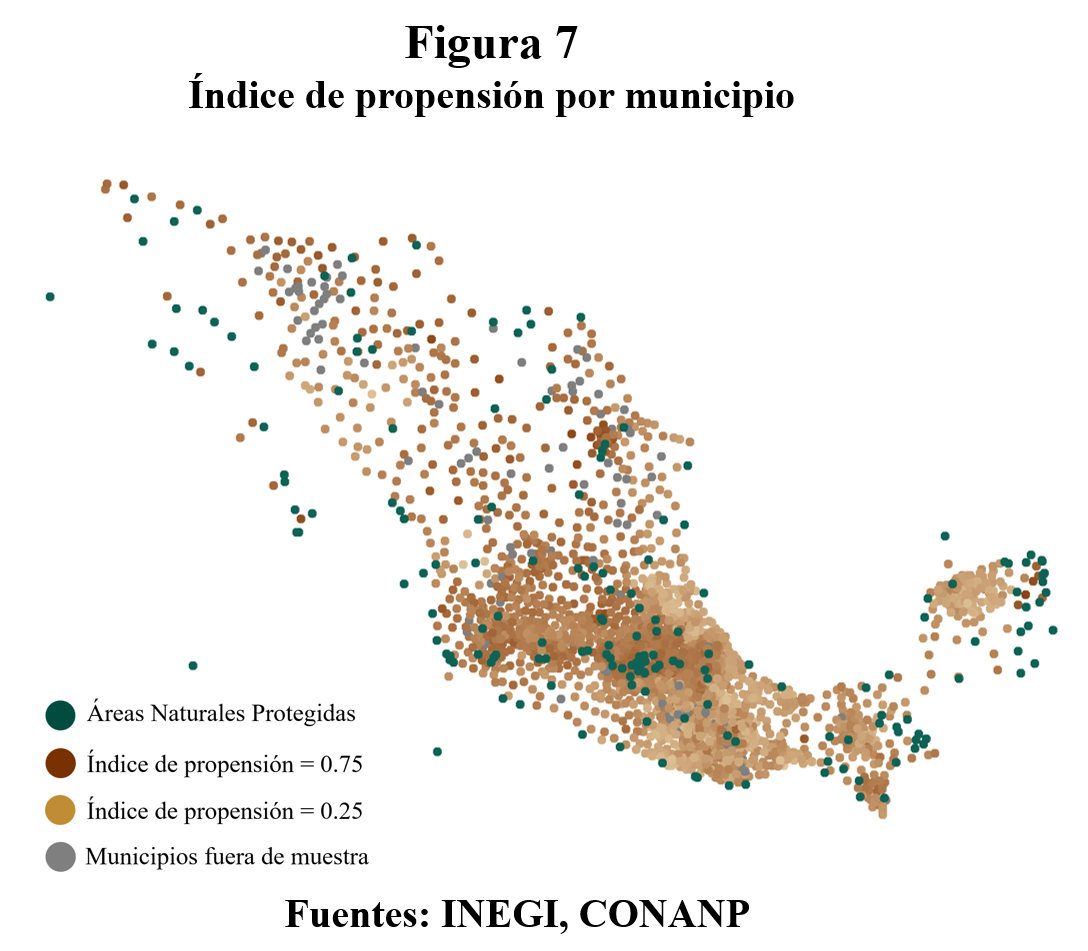 Figura 7
Índice de propensión por municipio
Áreas Naturales Protegidas
Índice de propensión = 0.75
Índice de propensión = 0.25
Municipios fuera de muestra
Fuentes: INEGI, CONANP